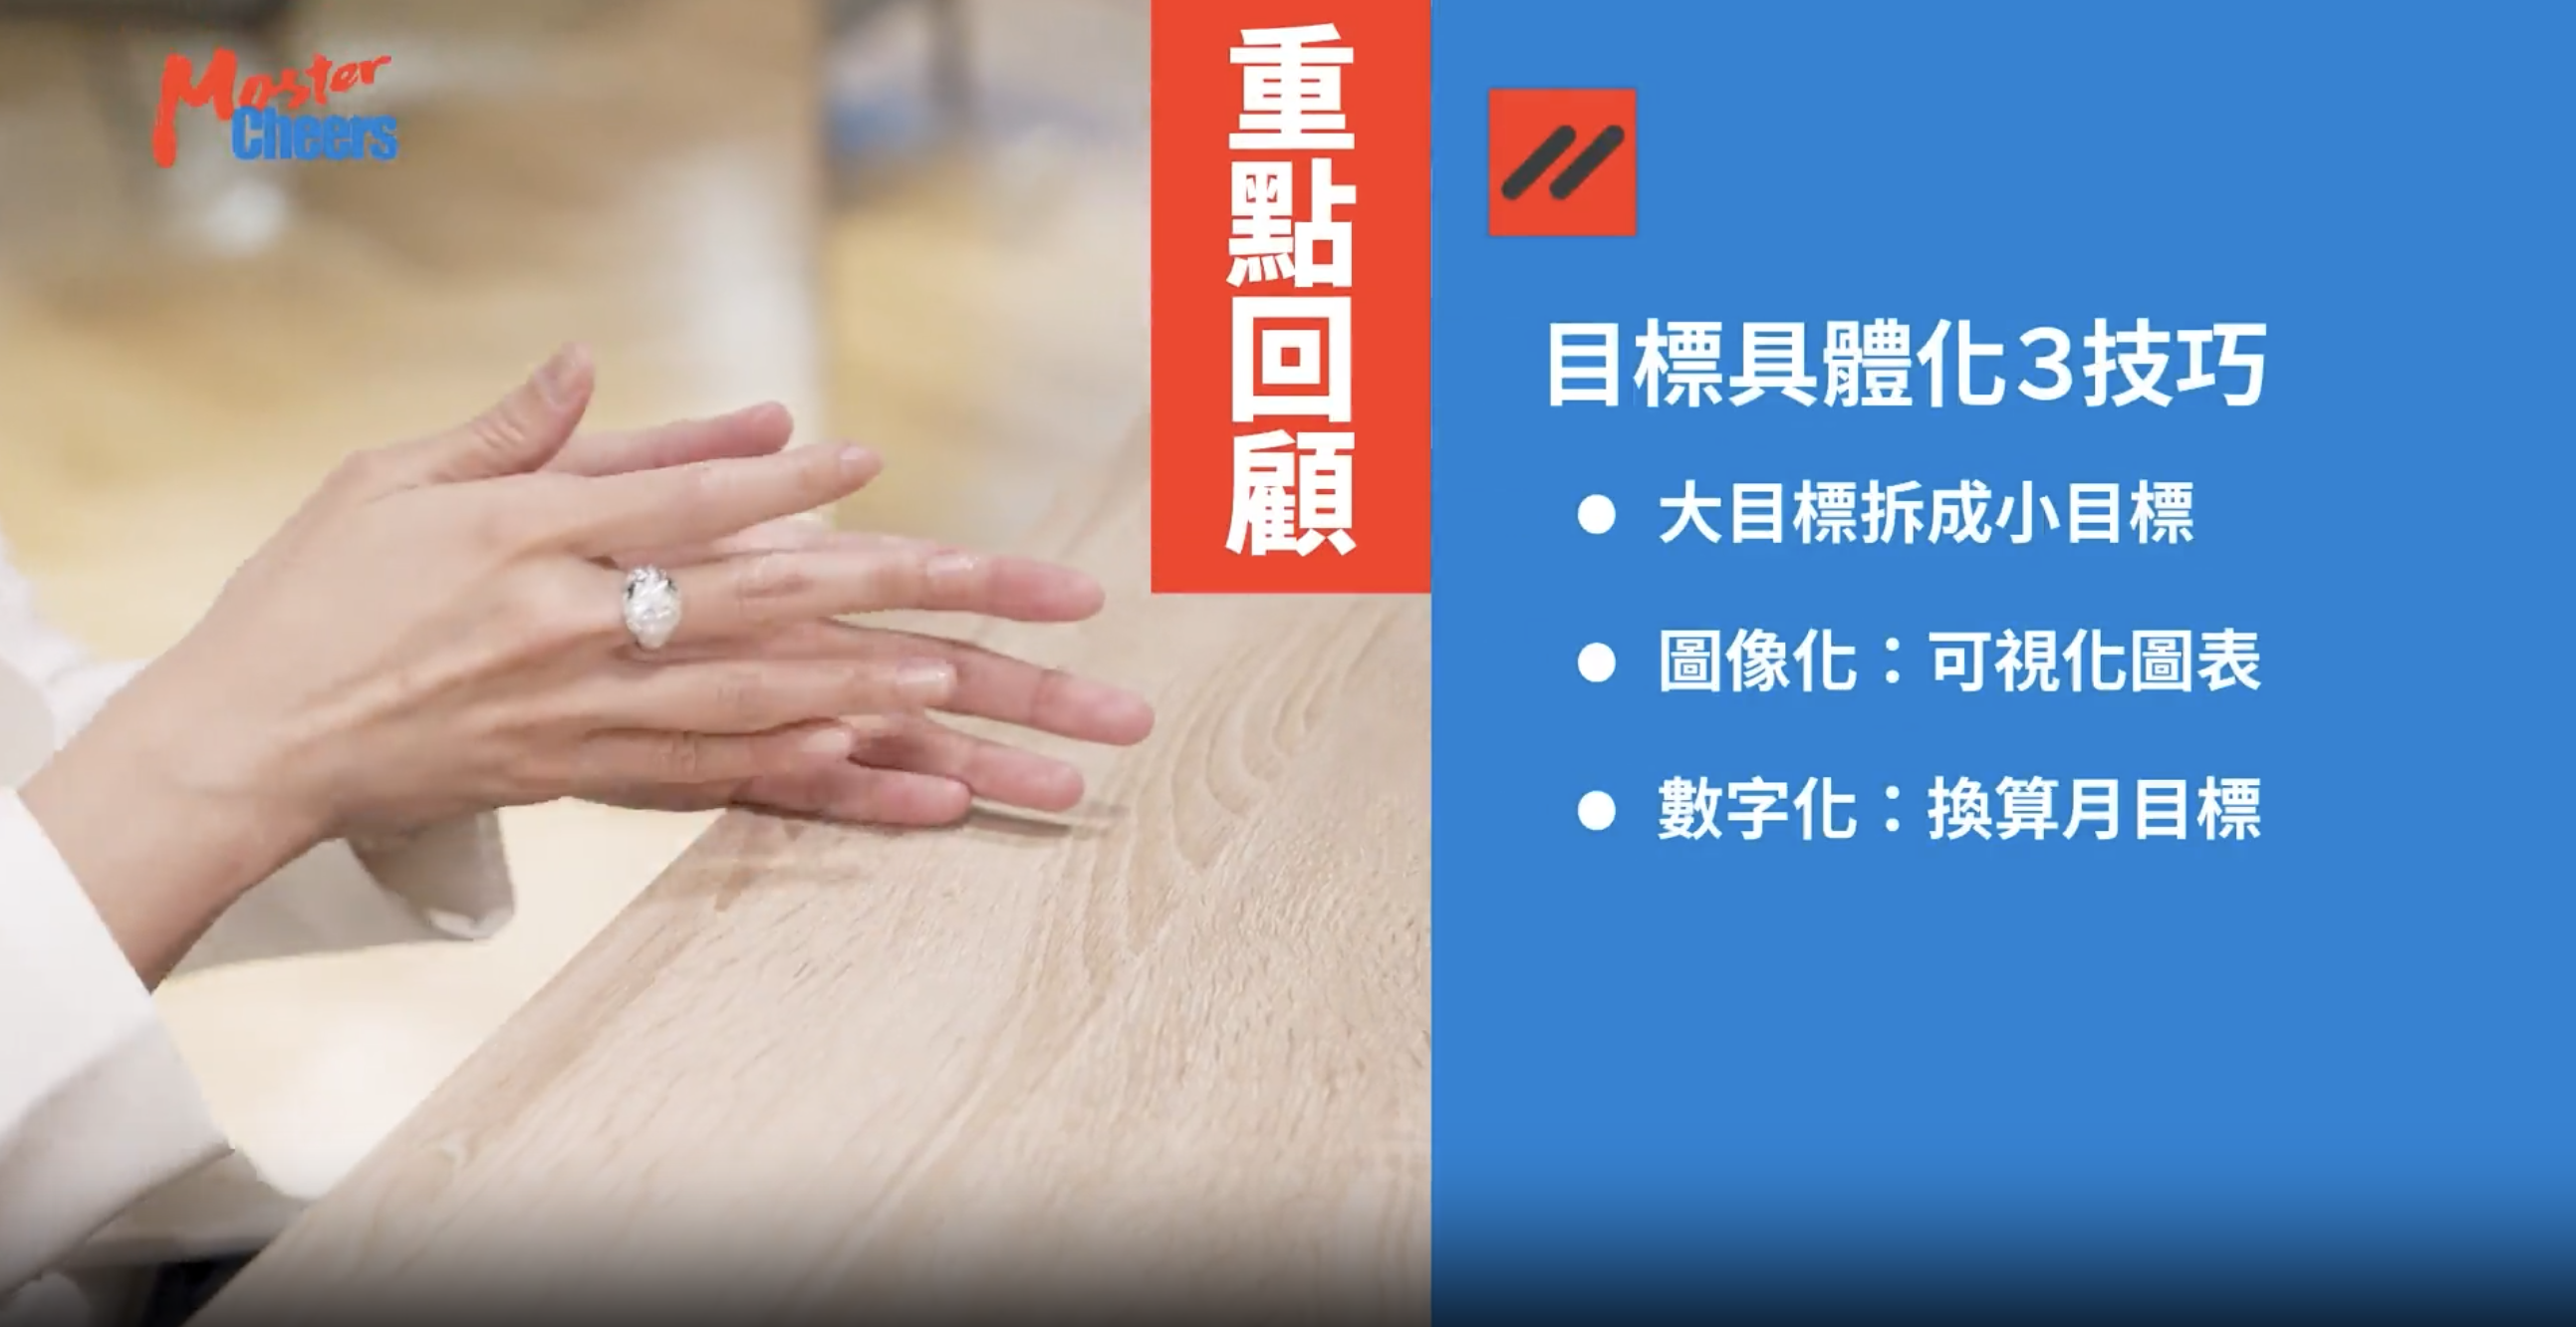 Master
Cheers
重點回顧
目標具體化3技巧
● 大目標拆成小目標
● 圖像化：可視化圖表
● 數字化：換算月目標